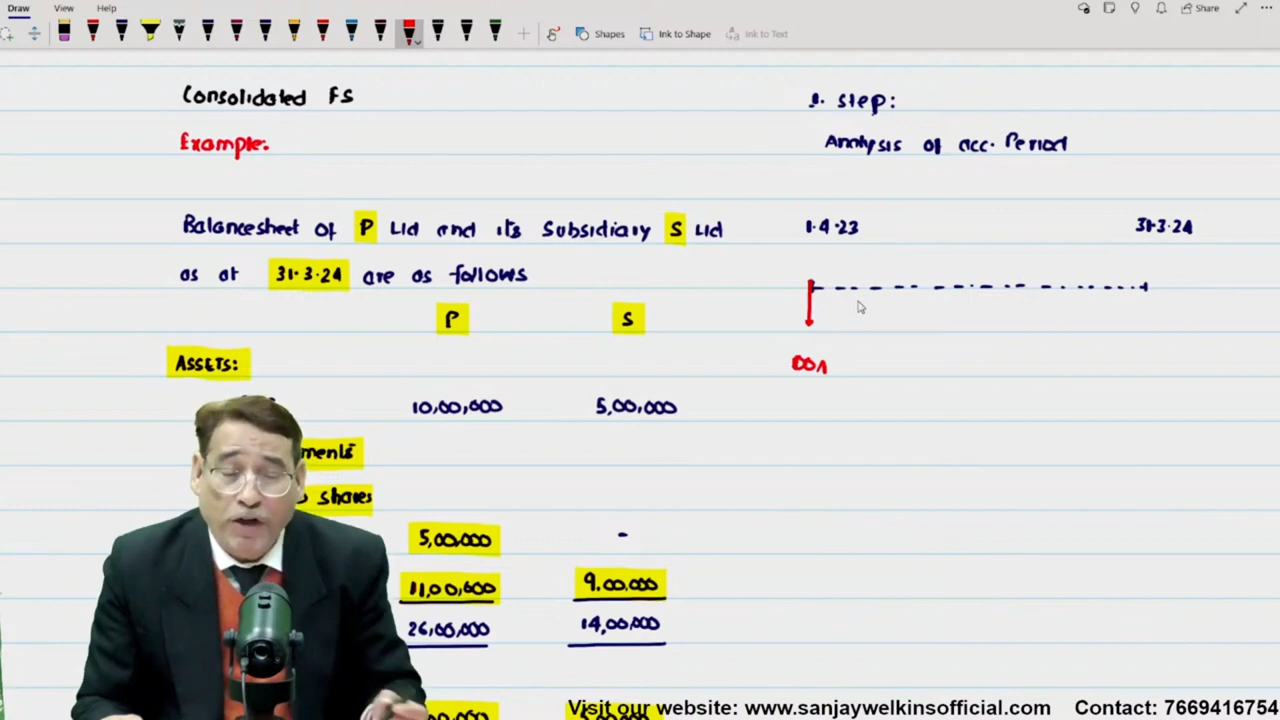 Draw View Help
Share
Shapes Ink to Shape Ink to Text
Consolidated FS
Example:
Balancesheet of P Ltd and its Subsidiary S Ltd
as at 31.3.24 are as follows
P S
ASSETS:
10,00,000 5,00,000
shares
5,00,000 -
11,00,000 9,00,000
26,00,000 14,00,000
1. Step:
Analysis of acc. Period
1.4.23 31.3.24
DOA
Visit our website: www.sanjaywelkinsofficial.com Contact: 7669416754